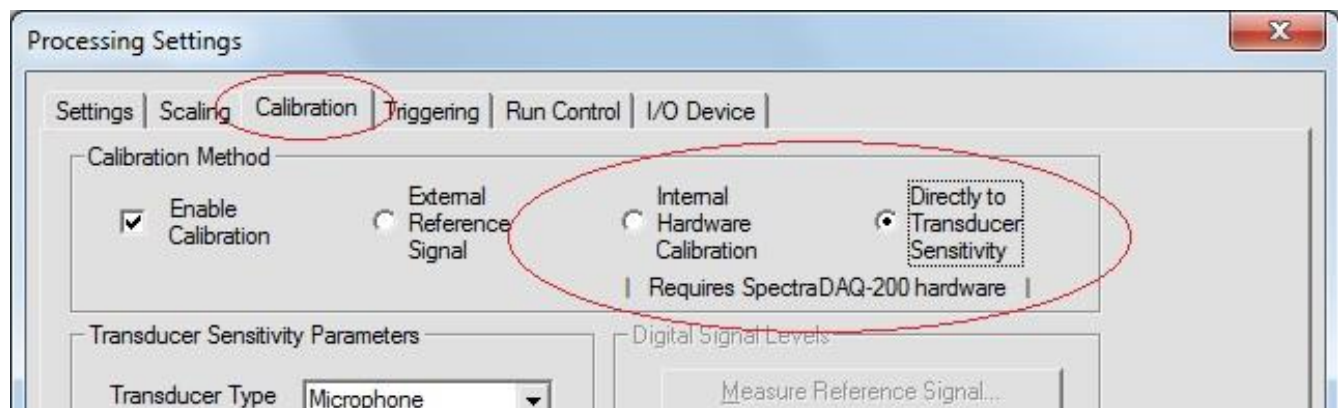 Processing Settings
x
Settings Scaling Calibration Triggering Run Control I/O Device
Calibration Method
Enable
Calibration
External
Reference
Signal
Internal
Hardware
Calibration
Directly to
Transducer
Sensitivity
| Requires SpectraDAQ-200 hardware |
Transducer Sensitivity Parameters
Transducer Type Microphone
Digital Signal Levels
Measure Reference Signal...